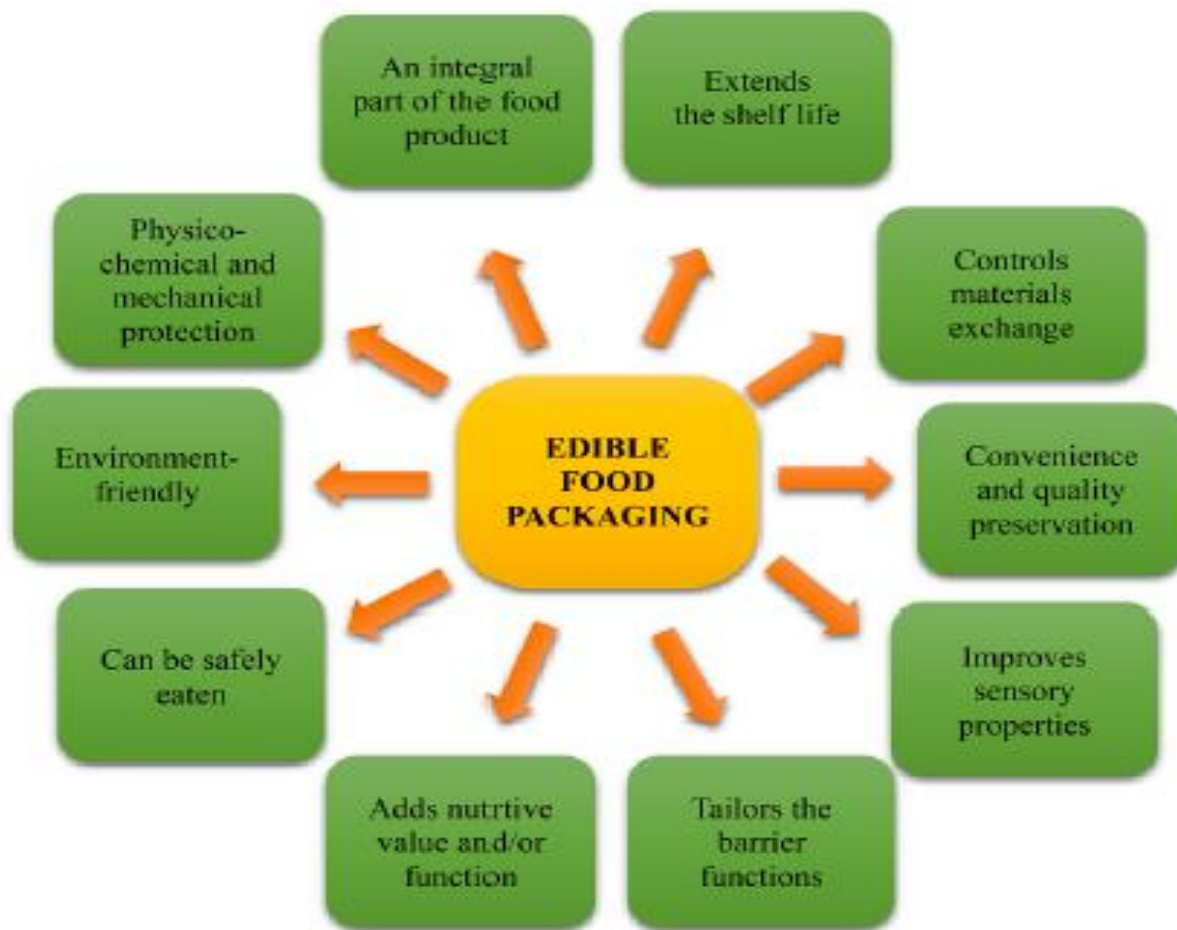 An integral
part of the food
product
Extends
the shelf life
Physico-
chemical and
mechanical
protection
Controls
materials
exchange
Environment-
friendly
EDIBLE
FOOD
PACKAGING
Convenience
and quality
preservation
Can be safely
eaten
Improves
sensory
properties
Adds nutrtive
value and/or
function
Tailors the
barrier
functions